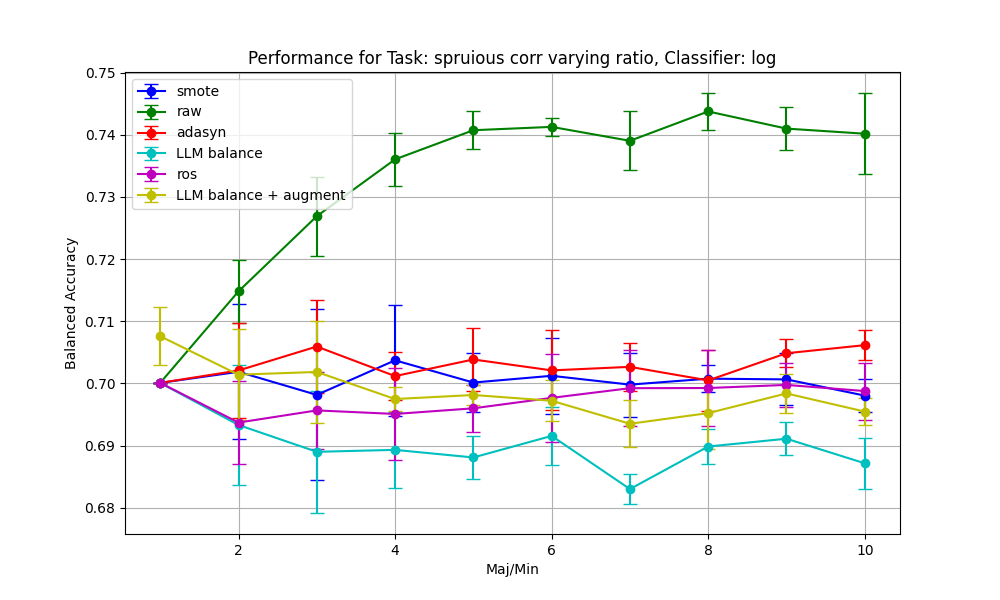 Performance for Task: spruious corr varying ratio, Classifier: log
Balanced Accuracy
0.75
0.74
0.73
0.72
0.71
0.70
0.69
0.68
smote
raw
adasyn
LLM balance
ros
LLM balance + augment
2
4
6
8
10
Maj/Min